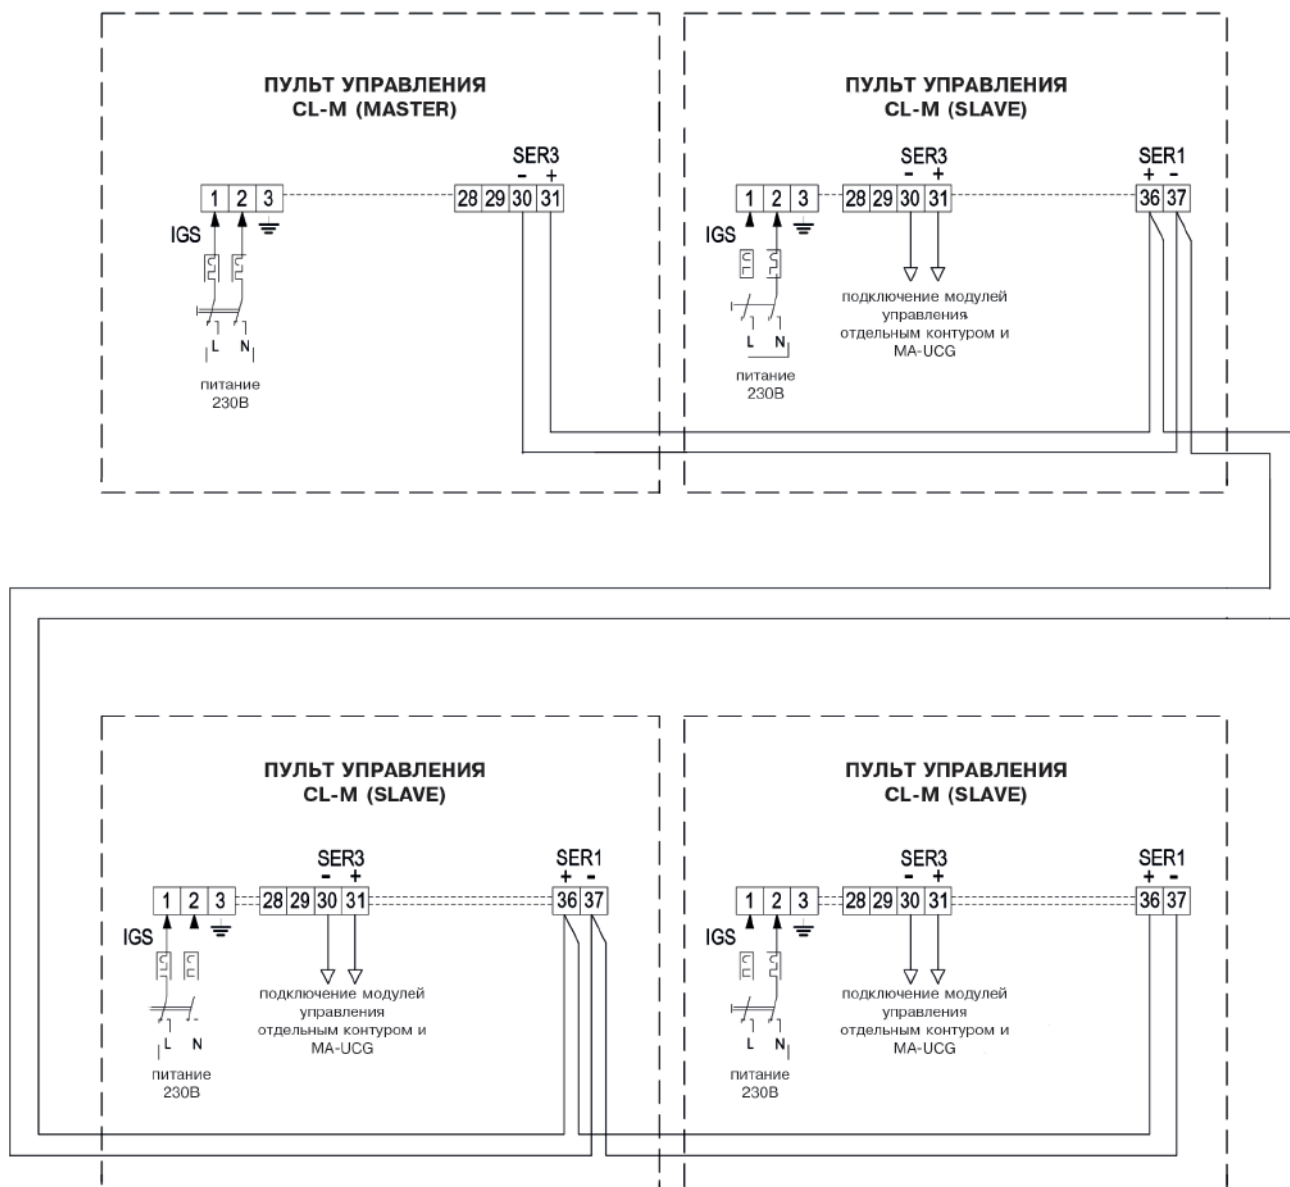 ПУЛЬТ УПРАВЛЕНИЯ
CL-M (MASTER)
SER3
- +
1 2 3 28 29 30 31
IGS
L N
питание
230В
ПУЛЬТ УПРАВЛЕНИЯ
CL-M (SLAVE)
SER3 SER1
- + + -
1 2 3 28 29 30 31 36 37
IGS
подключение модулей
управления
отдельным контуром и
MA-UCG
L N
питание
230В
ПУЛЬТ УПРАВЛЕНИЯ
CL-M (SLAVE)
SER3 SER1
- + + -
1 2 3 28 29 30 31 36 37
IGS
подключение модулей
управления
отдельным контуром и
MA-UCG
L N
питание
230В
ПУЛЬТ УПРАВЛЕНИЯ
CL-M (SLAVE)
SER3 SER1
- + + -
1 2 3 28 29 30 31 36 37
IGS
подключение модулей
управления
отдельным контуром и
MA-UCG
L N
питание
230В